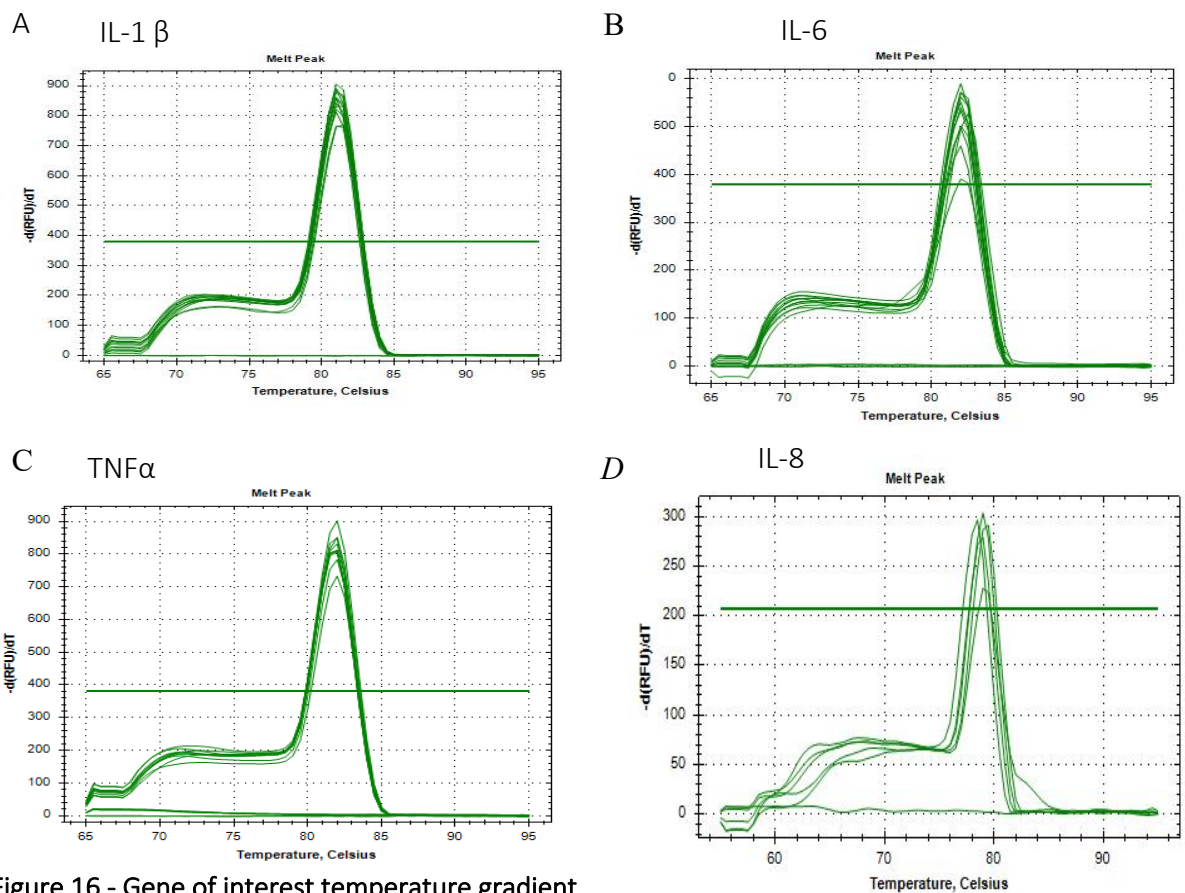 A
IL-1 β
Melt Peak
900
800
700
600
500
400
300
200
100
0
-d(RFU)/dT
65 70 75 80 85 90 95
Temperature, Celsius
B
IL-6
Melt Peak
0
500
400
300
200
100
0
-d(RFU)/dT
65 70 75 80 85 90 95
Temperature, Celsius
C
TNFα
Melt Peak
900
800
700
600
500
400
300
200
100
0
-d(RFU)/dT
65 70 75 80 85 90 95
Temperature, Celsius
D
IL-8
Melt Peak
300
250
200
150
100
50
0
-d(RFU)/dT
60 70 80 90
Temperature, Celsius
Figure 16 - Gene of interest temperature gradient